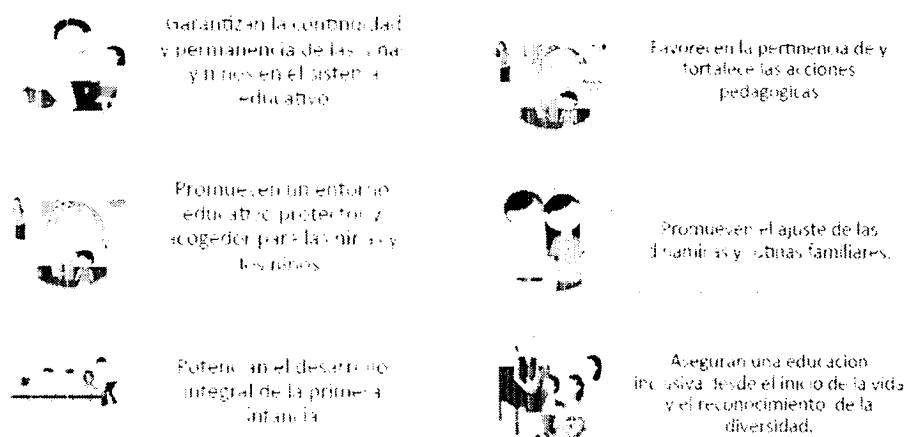 Garantizan la continuidad
y permanencia de las niñas
y niños en el sistema
educativo
Favorecen la pertinencia de y
fortalece las acciones
pedagógicas
Promueven un entorno
educativo protector y
acogedor para las niñas y
los niños
Promueven el ajuste de las
dinámicas y rutinas familiares.
Potencian el desarrollo
integral de la primera
infancia
Aseguran una educación
inclusiva desde el inicio de la vida
y el reconocimiento de la
diversidad.